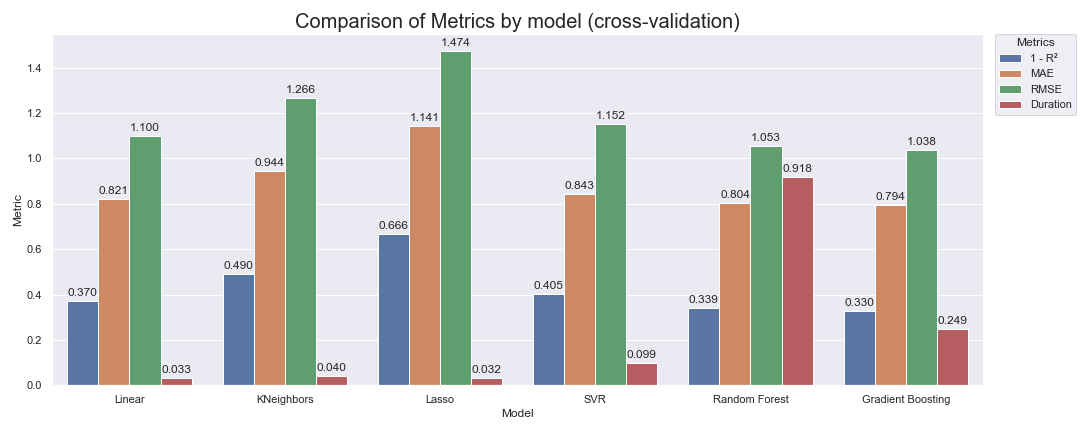 Comparison of Metrics by model (cross-validation)
Metrics
1 - R²
MAE
RMSE
Duration
Metric
1.4
1.2
1.0
0.8
0.6
0.4
0.2
0.0
0.370
0.821
1.100
0.033
0.490
0.944
1.266
0.040
0.666
1.141
1.474
0.032
0.405
0.843
1.152
0.099
0.339
0.804
1.053
0.918
0.330
0.794
1.038
0.249
Linear
KNeighbors
Lasso
SVR
Random Forest
Gradient Boosting
Model